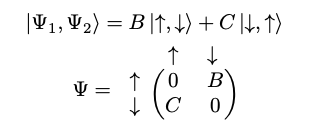 |Ψ₁, Ψ₂⟩ = B |↑, ↓⟩ + C |↓, ↑⟩
↑ ↓
Ψ = ↑ ( 0 B )
↓ ( C 0 )